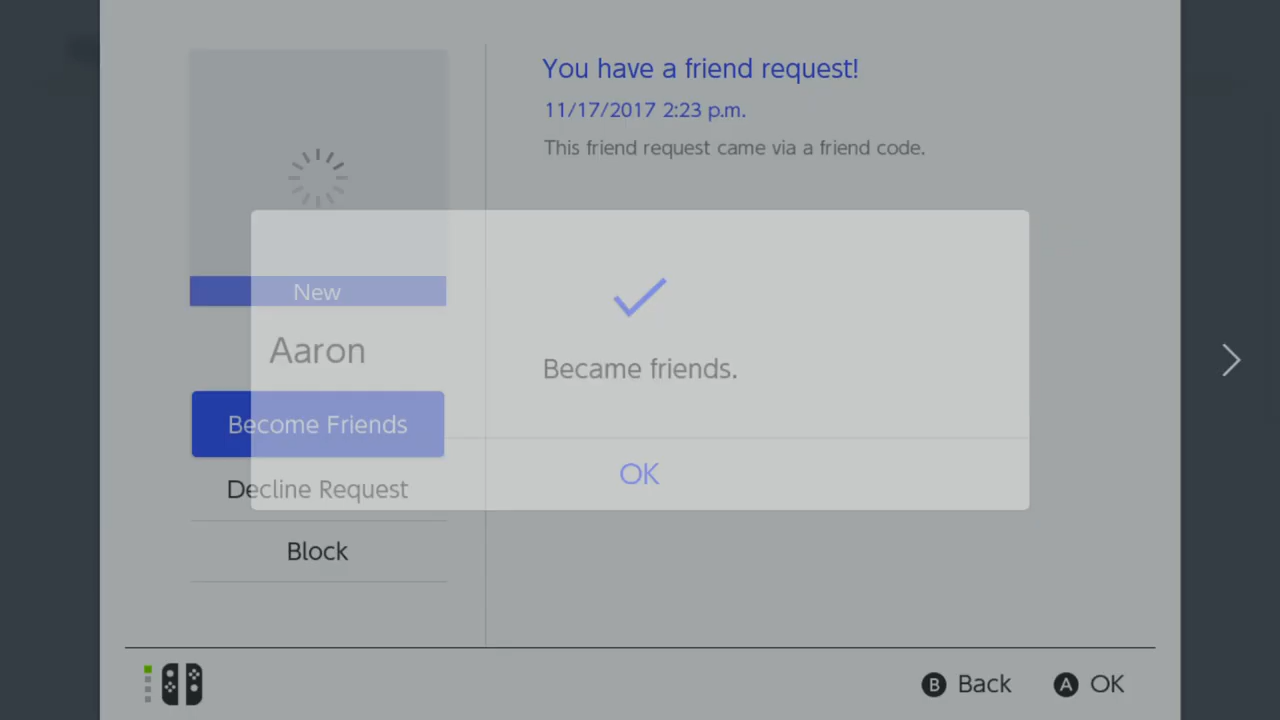 You have a friend request!
11/17/2017 2:23 p.m.
This friend request came via a friend code.
New
Aaron
Become Friends
Decline Request
Block
Became friends.
OK
B Back
A OK